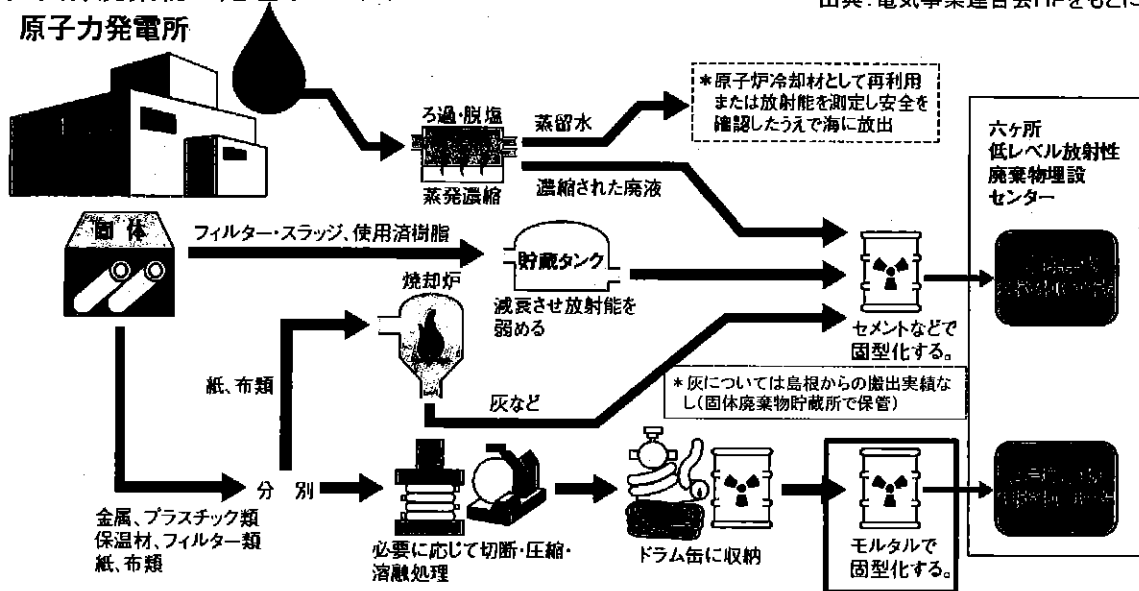 出典:電気事業連合会HPをもとに
原子力発電所
ろ過・脱塩
蒸発濃縮
蒸留水
濃縮された廃液
*原子炉冷却材として再利用
または放射能を測定し安全を
確認したうえで海に放出
六ヶ所
低レベル放射性
廃棄物埋設
センター
固体
フィルター・スラッジ、使用済樹脂
貯蔵タンク
減衰させ放射能を
弱める
焼却炉
セメントなどで
固型化する。
紙、布類
灰など
*灰については島根からの搬出実績な
し(固体廃棄物貯蔵所で保管)
分別
金属、プラスチック類
保温材、フィルター類
紙、布類
必要に応じて切断・圧縮・
溶融処理
ドラム缶に収納
モルタルで
固型化する。